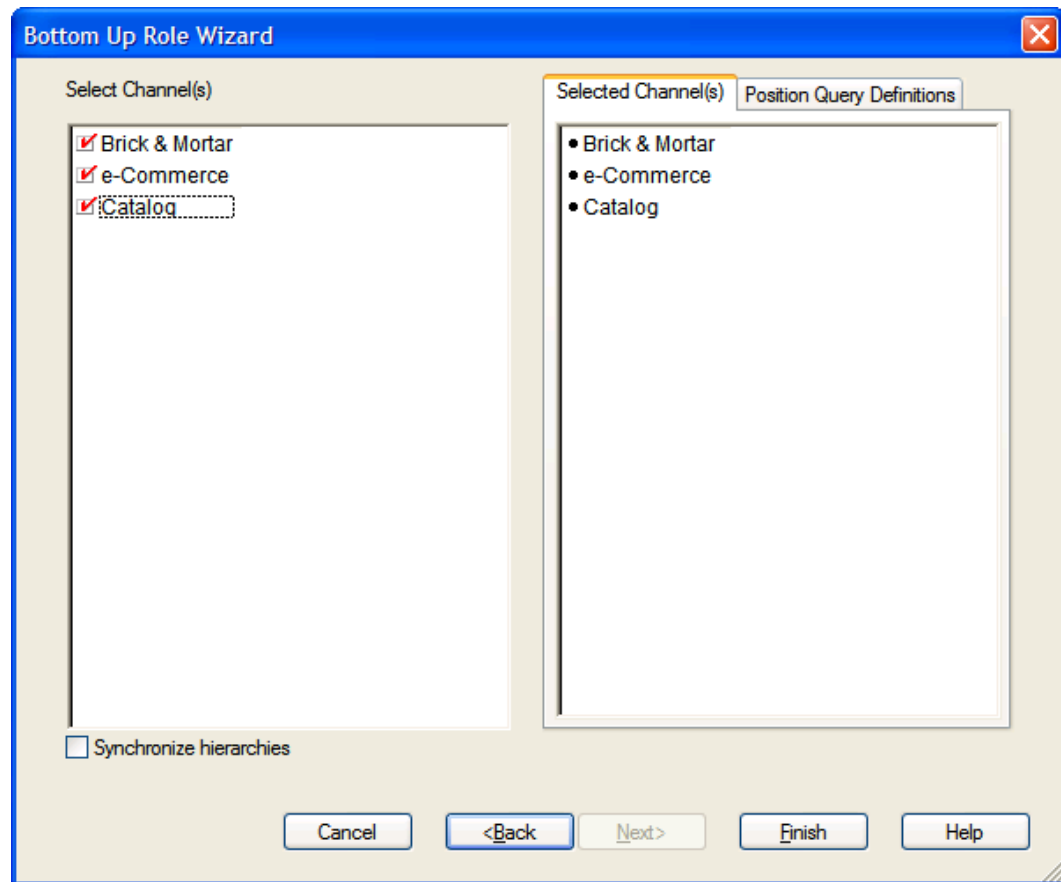 Bottom Up Role Wizard
Select Channel(s)
Brick & Mortar
e-Commerce
Catalog
Synchronize hierarchies
Selected Channel(s)
Position Query Definitions
• Brick & Mortar
• e-Commerce
• Catalog
Cancel
<Back
Next>
Finish
Help